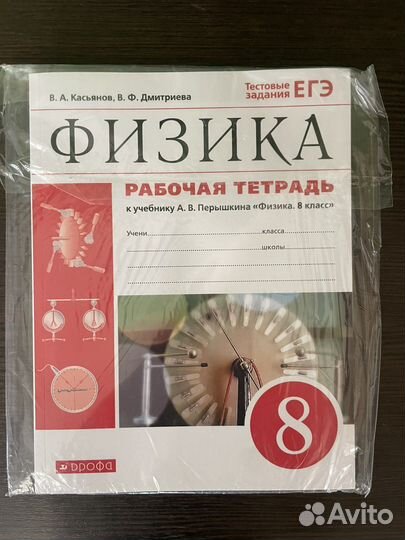 В. А. Касьянов, В. Ф. Дмитриева
Тестовые
задания ЕГЭ
ФИЗИКА
РАБОЧАЯ ТЕТРАДЬ
к учебнику А. В. Перышкина «Физика. 8 класс»
Учени класса
школы
8
дрофа
Avito